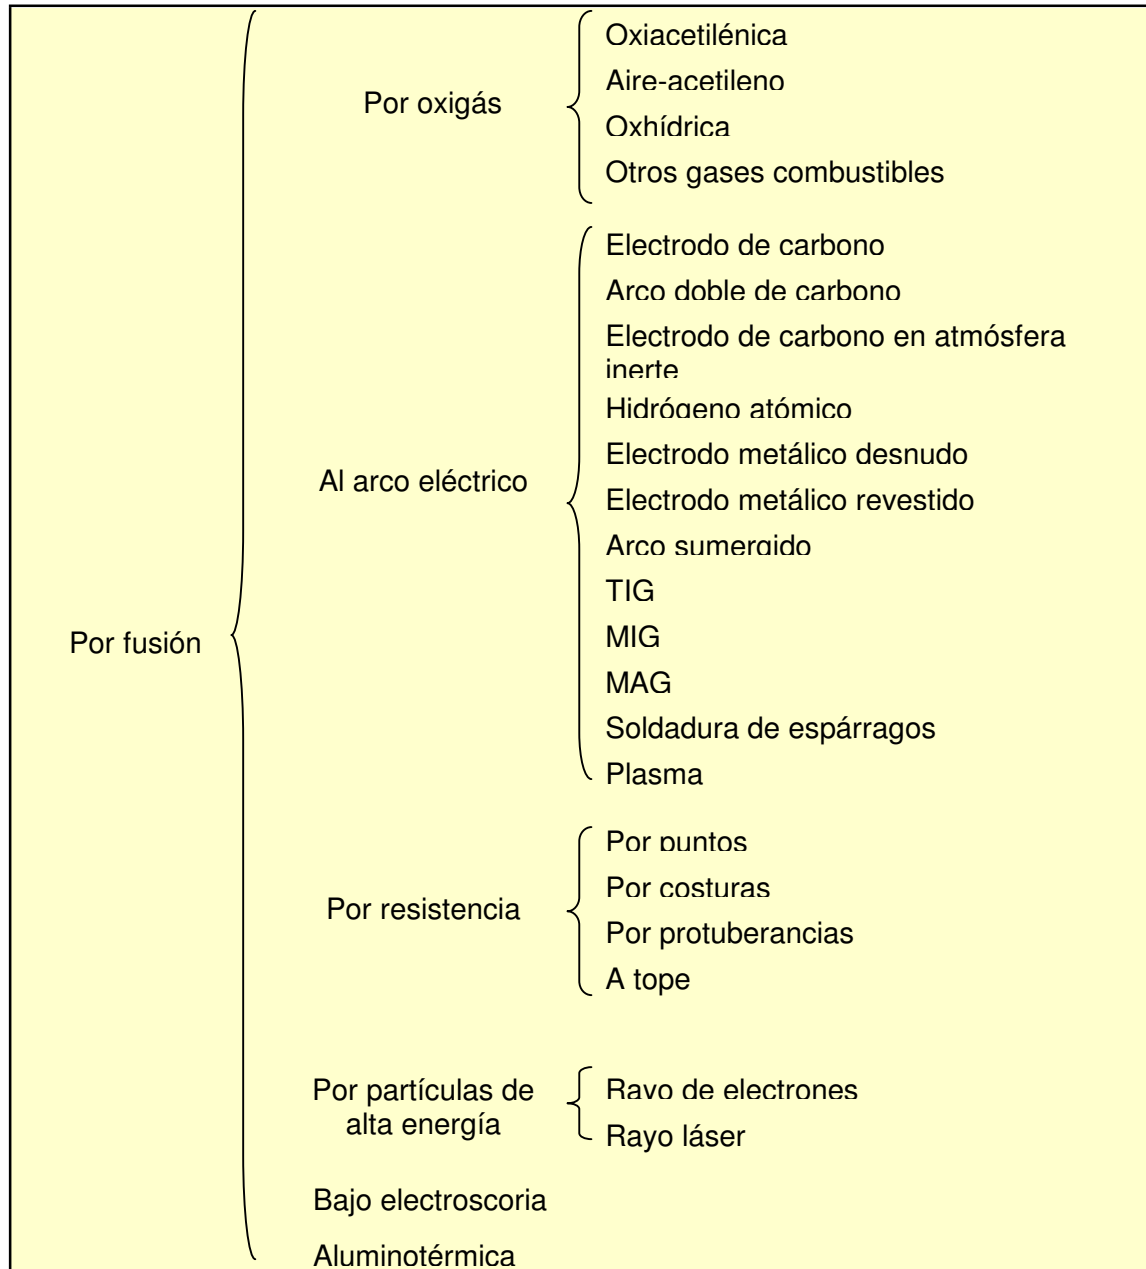 Por fusión
Por oxigás
Oxiacetilénica
Aire-acetileno
Oxhídrica
Otros gases combustibles
Al arco eléctrico
Electrodo de carbono
Arco doble de carbono
Electrodo de carbono en atmósfera
inerte
Hidrógeno atómico
Electrodo metálico desnudo
Electrodo metálico revestido
Arco sumergido
TIG
MIG
MAG
Soldadura de espárragos
Plasma
Por resistencia
Por puntos
Por costuras
Por protuberancias
A tope
Por partículas de
alta energía
Rayo de electrones
Rayo láser
Bajo electroscoria
Aluminotérmica